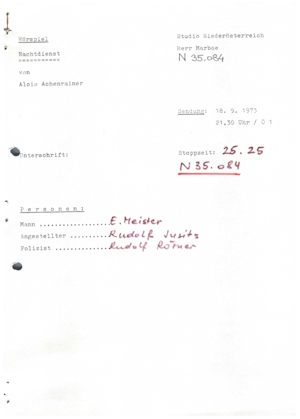 Hörspiel
Studio Niederösterreich
Herr Marboe
N 35.084
Nachtdienst
===========
von
Alois Achenrainer
Sendung: 18. 9. 1973
21,30 Uhr / Ö 1
Unterschrift:
Stoppzeit: 25.25
N 35.084
P e r s o n e n :
Mann ................... E. Meister
Angestellter .......... Rudolf Jusits
Polizist .............. Rudolf Rösner